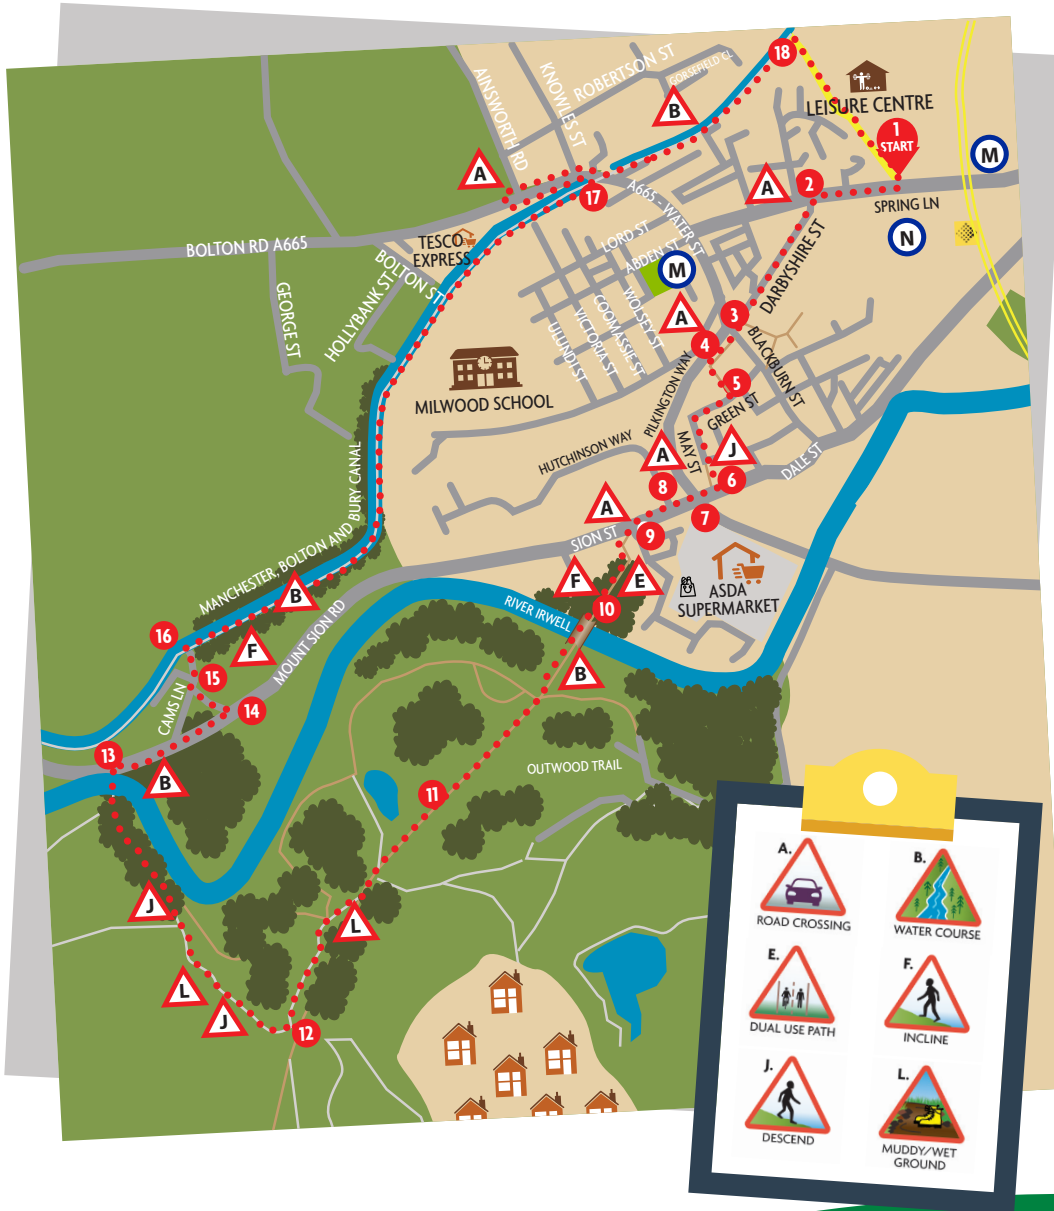 AINSWORTH RD
KNOWLES ST
ROBERTSON ST
GORSEFIELD CL
18
LEISURE CENTRE
1
START
B
M
A
A
2
17
A665 - WATER ST
SPRING LN
N
BOLTON RD A665
TESCO
EXPRESS
BOLTON ST
LORD ST
ABDEN ST
M
DARBYSHIRE ST
GEORGE ST
HOLLYBANK ST
WOLSEY ST
COOMASSIE ST
VICTORIA ST
ULUNDI ST
A
3
4
BLACKBURN ST
MILWOOD SCHOOL
PILKINGTON WAY
5
GREEN ST
HUTCHINSON WAY
MAY ST
A
J
8
6
DALE ST
A
7
SION ST
9
MANCHESTER, BOLTON AND BURY CANAL
B
F
E
ASDA
SUPERMARKET
10
RIVER IRWELL
16
F
MOUNT SION RD
15
B
CAMS LN
14
13
B
OUTWOOD TRAIL
11
J
L
L
J
12
A.
ROAD CROSSING
B.
WATER COURSE
E.
DUAL USE PATH
F.
INCLINE
J.
DESCEND
L.
MUDDY/WET
GROUND